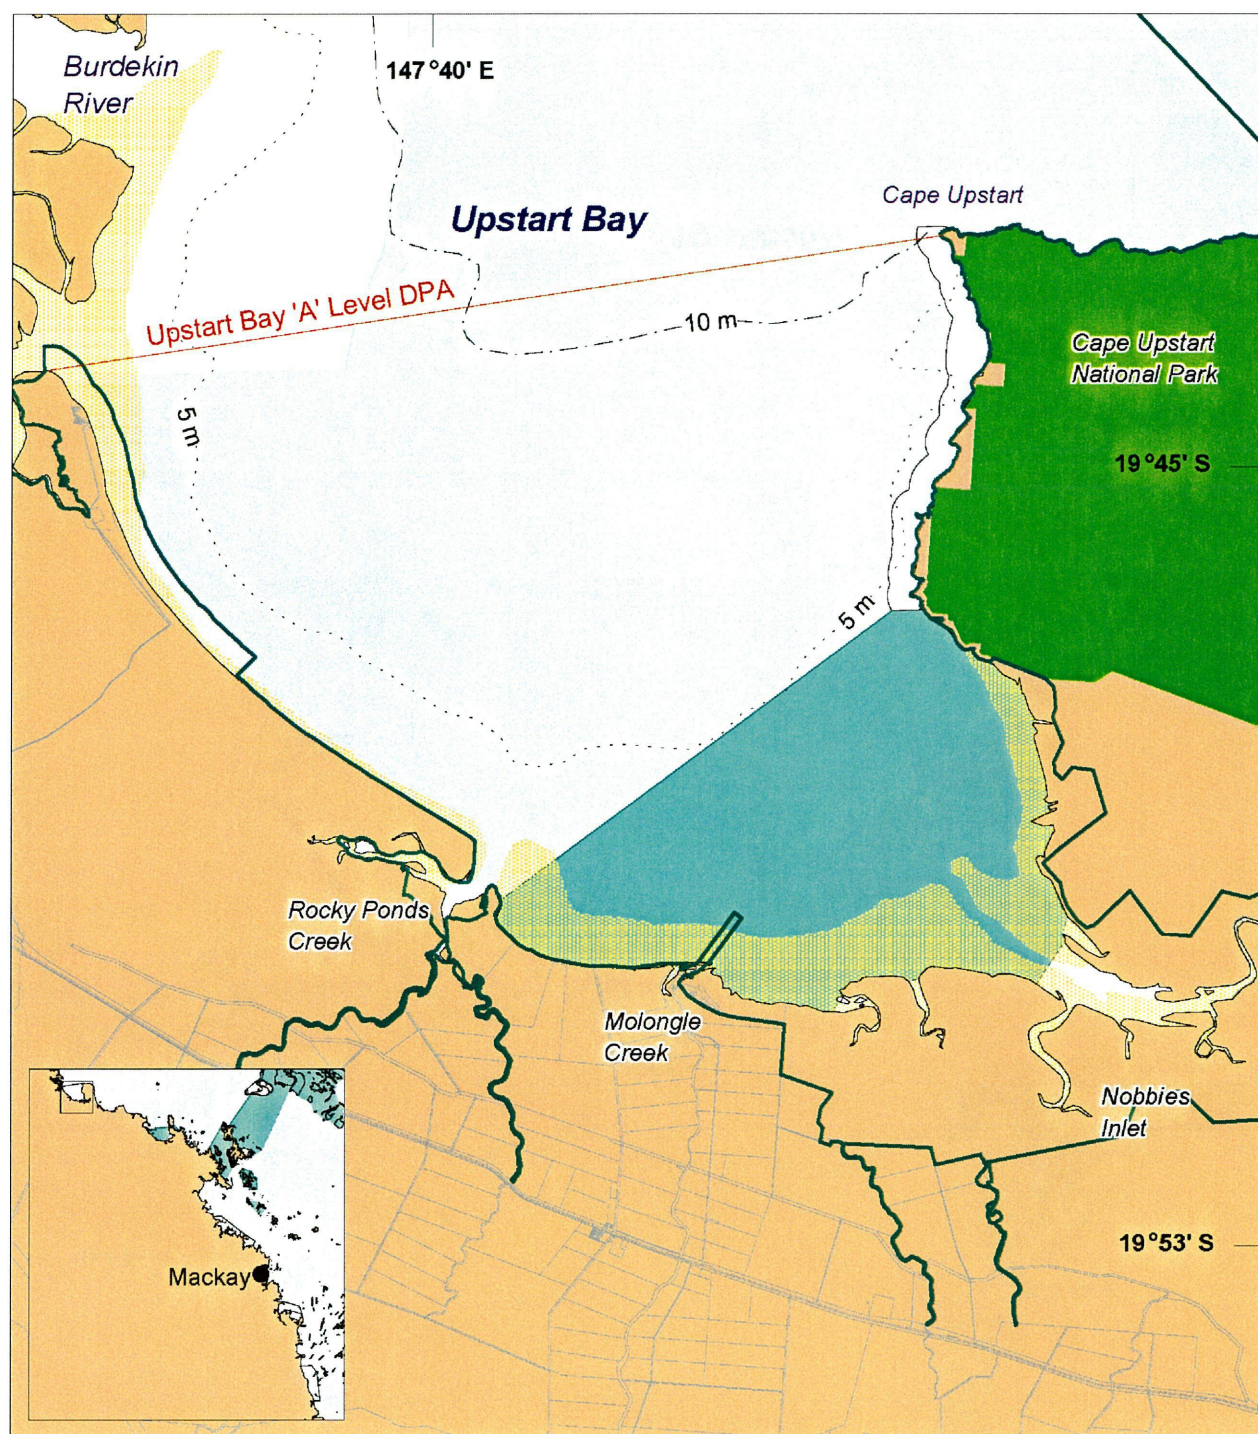 Burdekin
River
147°40' E
Cape Upstart
Upstart Bay
Upstart Bay 'A' Level DPA
10 m
Cape Upstart
National Park
5 m
19°45' S
5 m
Rocky Ponds
Creek
Molongle
Creek
Nobbies
Inlet
19°53' S
Mackay